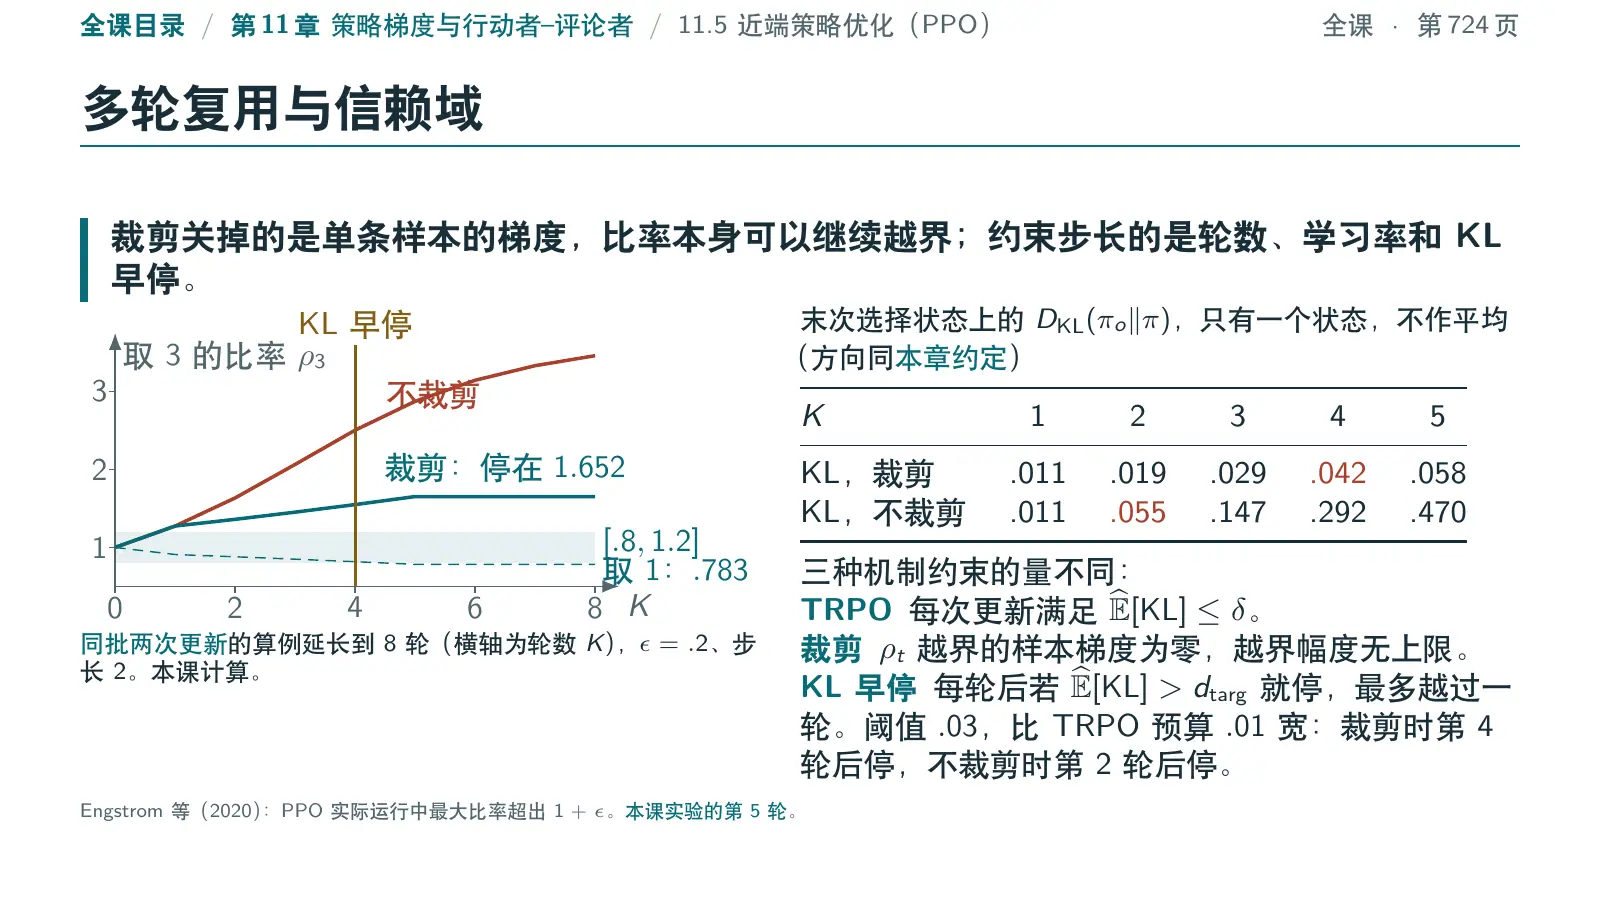 全课目录 / 第11章 策略梯度与行动者–评论者 / 11.5 近端策略优化（PPO）
全课 · 第724页
多轮复用与信赖域
裁剪关掉的是单条样本的梯度，比率本身可以继续越界；约束步长的是轮数、学习率和 KL
早停。
KL 早停
取 3 的比率 ρ₃
不裁剪
裁剪：停在 1.652
[.8, 1.2]
取 1：.783
3
2
1
0 2 4 6 8 K
同批两次更新的算例延长到 8 轮（横轴为轮数 K），ϵ = .2、步
长 2。本课计算。
末次选择状态上的 D_KL(π_o‖π)，只有一个状态，不作平均
（方向同本章约定）
K 1 2 3 4 5
KL，裁剪 .011 .019 .029 .042 .058
KL，不裁剪 .011 .055 .147 .292 .470
三种机制约束的量不同：
TRPO 每次更新满足 𝔼̂[KL] ≤ δ。
裁剪 ρ_t 越界的样本梯度为零，越界幅度无上限。
KL 早停 每轮后若 𝔼̂[KL] > d_targ 就停，最多越过一
轮。阈值 .03，比 TRPO 预算 .01 宽：裁剪时第 4
轮后停，不裁剪时第 2 轮后停。
Engstrom 等（2020）：PPO 实际运行中最大比率超出 1 + ϵ。本课实验的第 5 轮。